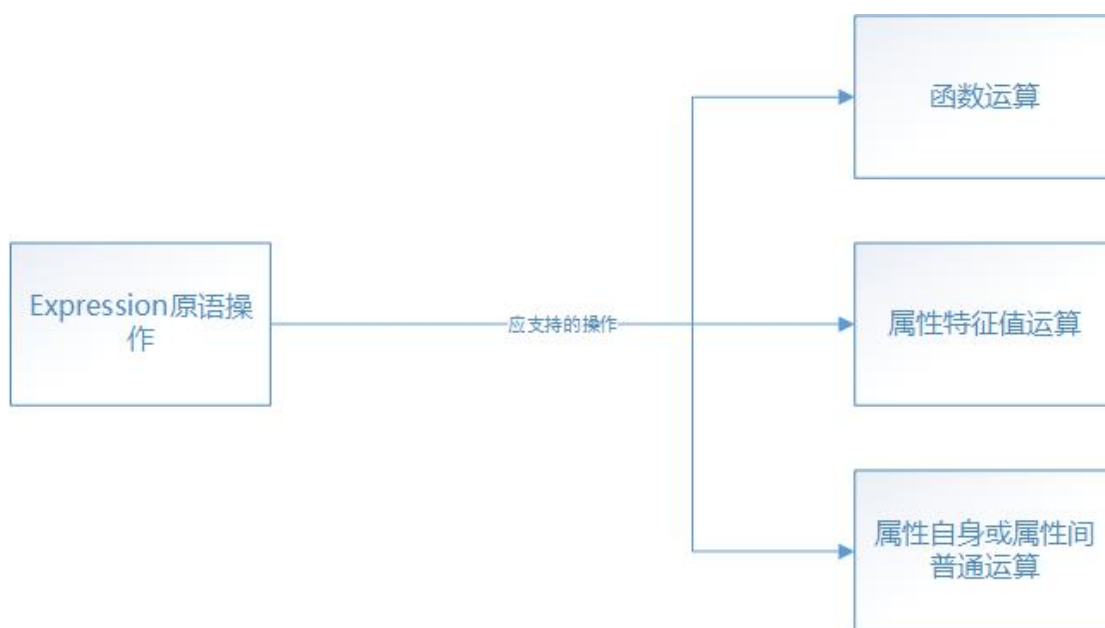 函数运算
Expression原语操
作
应支持的操作
属性特征值运算
属性自身或属性间
普通运算